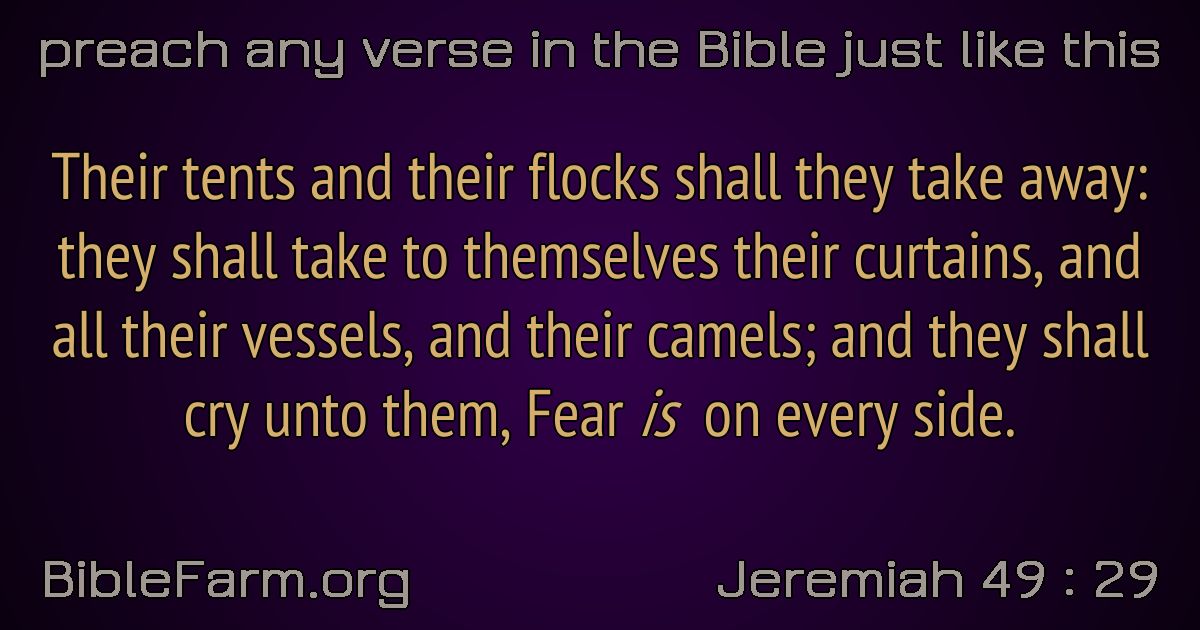 preach any verse in the Bible just like this
Their tents and their flocks shall they take away:
they shall take to themselves their curtains, and
all their vessels, and their camels; and they shall
cry unto them, Fear is on every side.
BibleFarm.org
Jeremiah 49 : 29